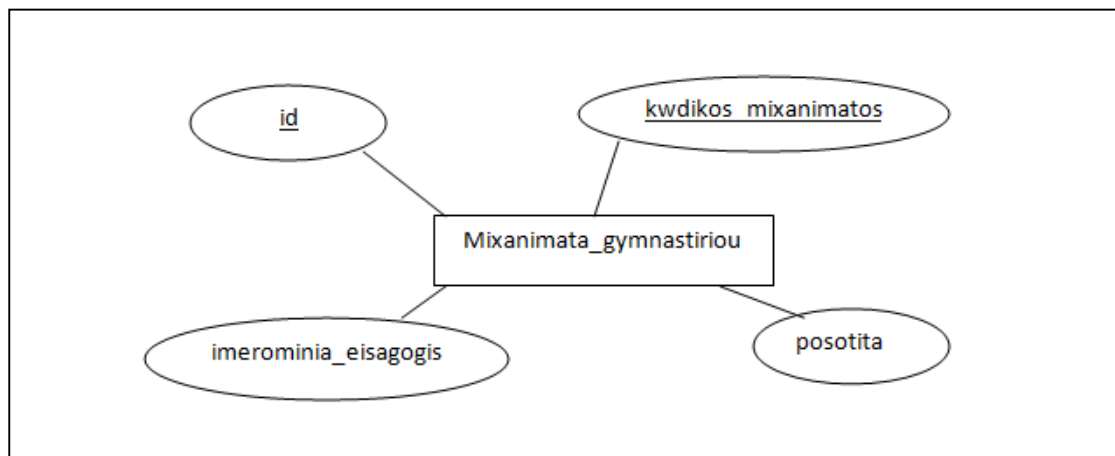 id
kwdikos_mixanimatos
Mixanimata_gymnastiriou
imerominia_eisagogis
posotita